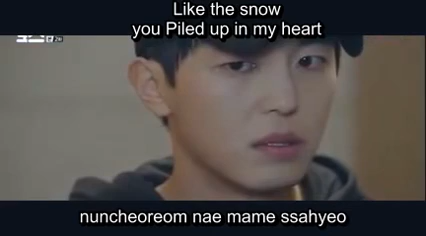 Like the snow
you Piled up in my heart
nuncheoreom nae mame ssahyeo